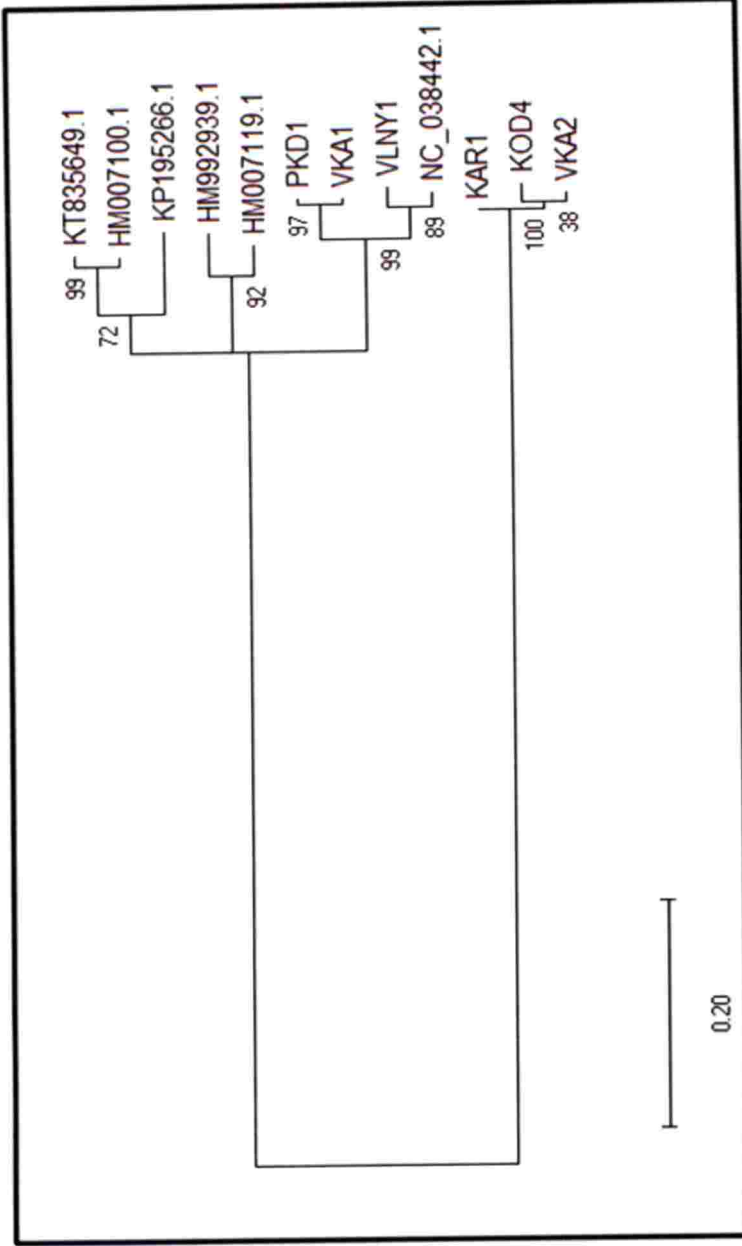 KT835649.1
99
HM007100.1
72
KP195266.1
HM992939.1
92
HM007119.1
PKD1
97
VKA1
99
VLNY1
89
NC_038442.1
KAR1
100
KOD4
38
VKA2
0.20